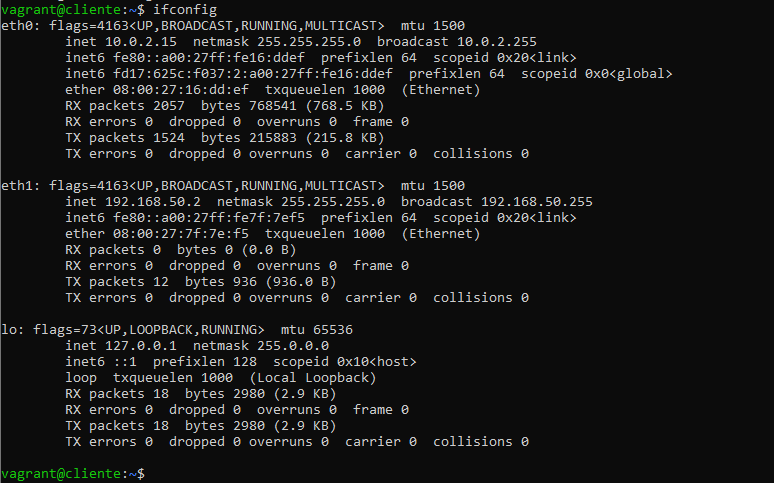 vagrant@cliente:~$ ifconfig
eth0: flags=4163<UP,BROADCAST,RUNNING,MULTICAST>  mtu 1500
        inet 10.0.2.15  netmask 255.255.255.0  broadcast 10.0.2.255
        inet6 fe80::a00:27ff:fe16:ddef  prefixlen 64  scopeid 0x20<link>
        inet6 fd17:625c:f037:2:a00:27ff:fe16:ddef  prefixlen 64  scopeid 0x0<global>
        ether 08:00:27:16:dd:ef  txqueuelen 1000  (Ethernet)
        RX packets 2057  bytes 768541 (768.5 KB)
        RX errors 0  dropped 0  overruns 0  frame 0
        TX packets 1524  bytes 215883 (215.8 KB)
        TX errors 0  dropped 0 overruns 0  carrier 0  collisions 0

eth1: flags=4163<UP,BROADCAST,RUNNING,MULTICAST>  mtu 1500
        inet 192.168.50.2  netmask 255.255.255.0  broadcast 192.168.50.255
        inet6 fe80::a00:27ff:fe7f:7ef5  prefixlen 64  scopeid 0x20<link>
        ether 08:00:27:7f:7e:f5  txqueuelen 1000  (Ethernet)
        RX packets 0  bytes 0 (0.0 B)
        RX errors 0  dropped 0  overruns 0  frame 0
        TX packets 12  bytes 936 (936.0 B)
        TX errors 0  dropped 0 overruns 0  carrier 0  collisions 0

lo: flags=73<UP,LOOPBACK,RUNNING>  mtu 65536
        inet 127.0.0.1  netmask 255.0.0.0
        inet6 ::1  prefixlen 128  scopeid 0x10<host>
        loop  txqueuelen 1000  (Local Loopback)
        RX packets 18  bytes 2980 (2.9 KB)
        RX errors 0  dropped 0  overruns 0  frame 0
        TX packets 18  bytes 2980 (2.9 KB)
        TX errors 0  dropped 0 overruns 0  carrier 0  collisions 0

vagrant@cliente:~$